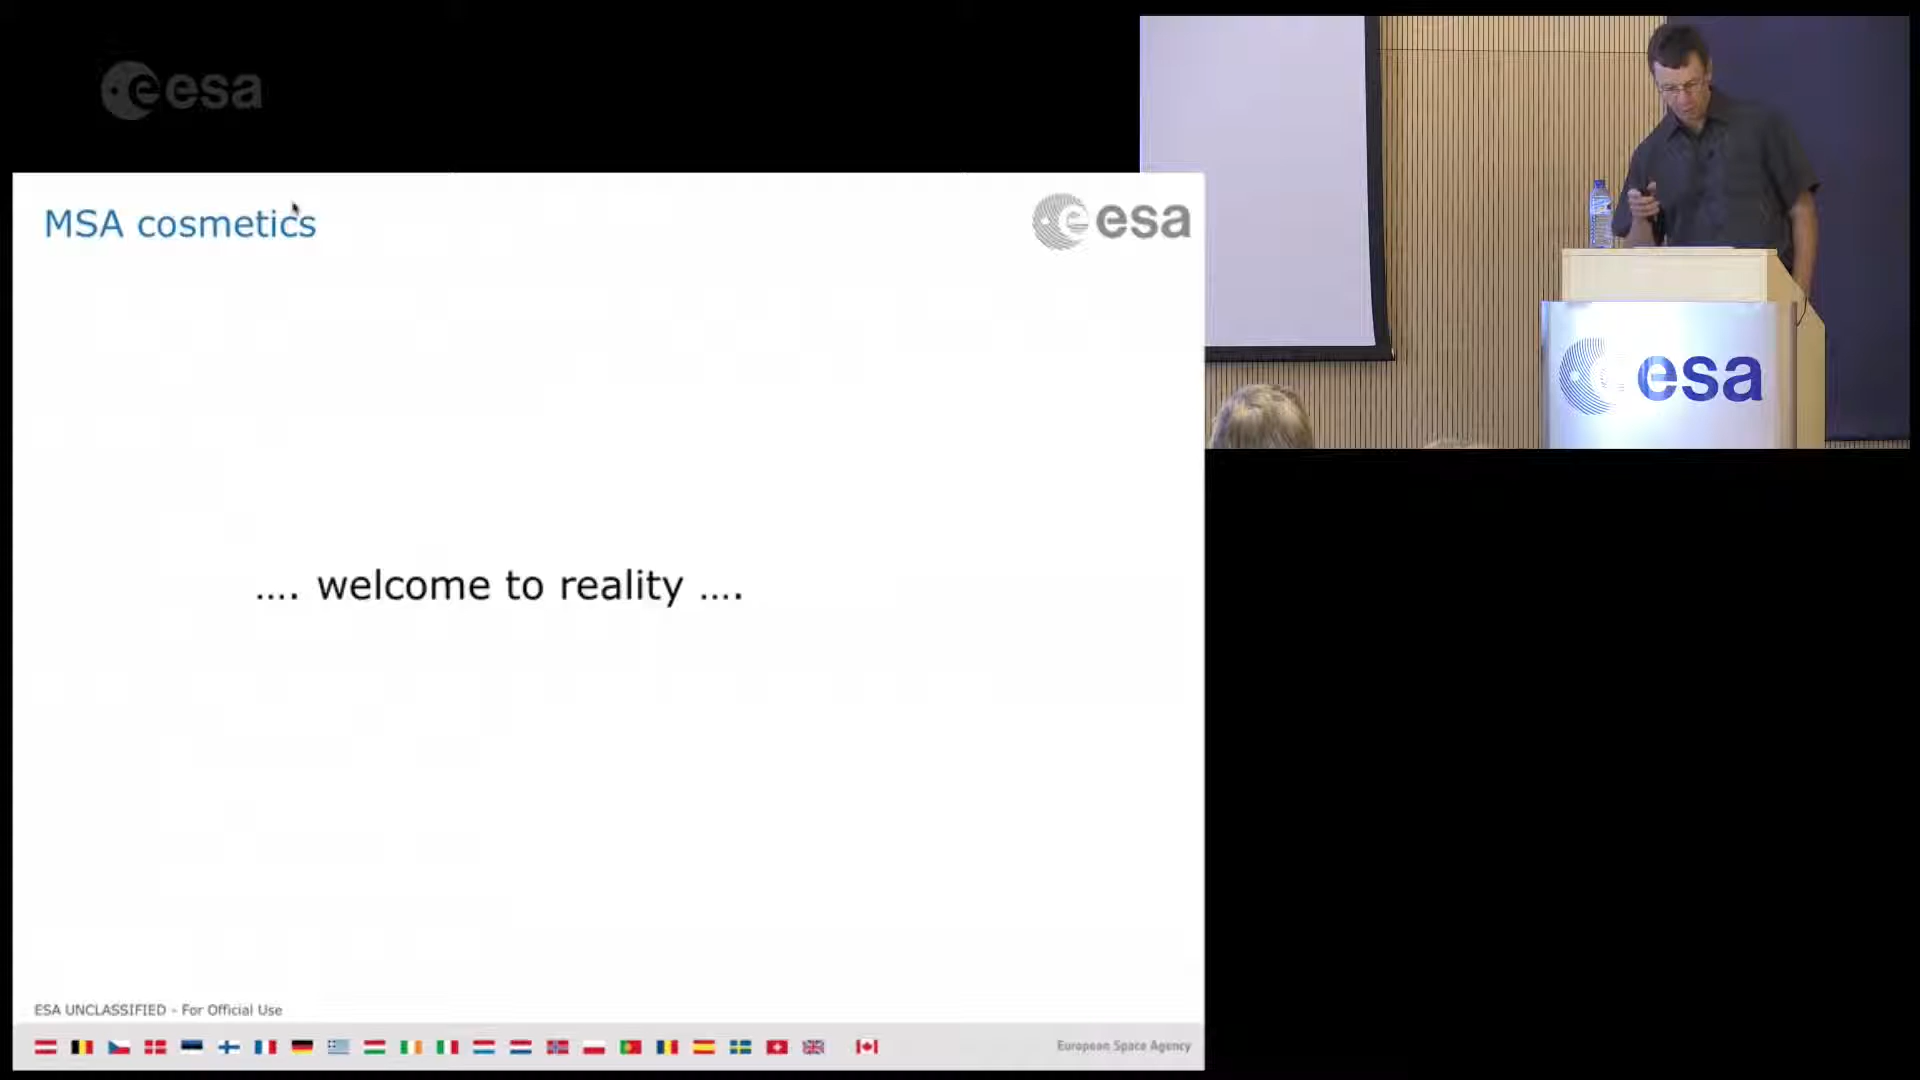 esa
MSA cosmetics
esa
.... welcome to reality ....
ESA UNCLASSIFIED - For Official Use
European Space Agency
esa